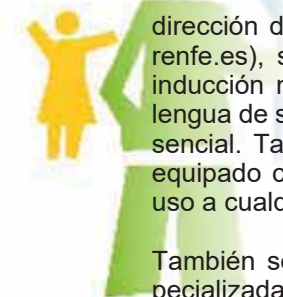 dirección d
renfe.es), s
inducción
lengua de s
sencial. Ta
equipado
uso a cualq

También se
pecializada